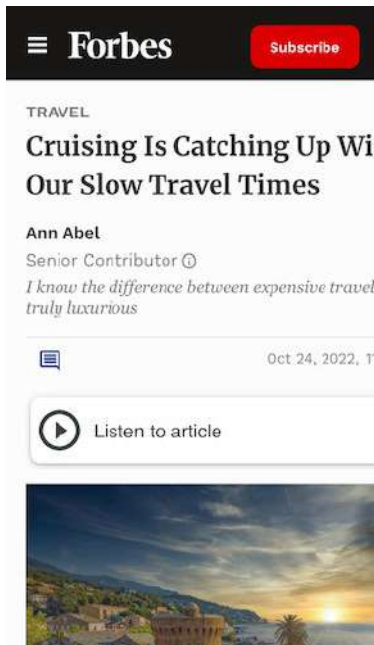 Forbes
Subscribe
TRAVEL
Cruising Is Catching Up Wi
Our Slow Travel Times
Ann Abel
Senior Contributor
I know the difference between expensive travel
truly luxurious
Oct 24, 2022, 1
Listen to article